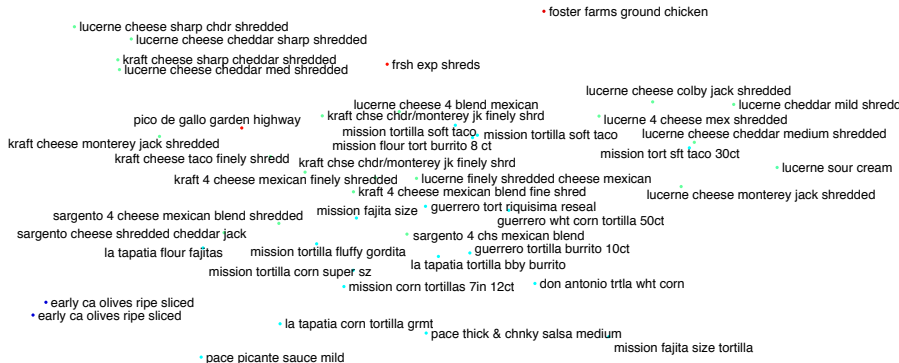 foster farms ground chicken
lucerne cheese sharp chdr shredded
lucerne cheese cheddar sharp shredded
kraft cheese sharp cheddar shredded
lucerne cheese cheddar med shredded
frsh exp shreds
lucerne cheese colby jack shredded
lucerne cheese 4 blend mexican
lucerne cheddar mild shredd
pico de gallo garden highway
kraft chse chdr/monterey jk finely shrd
lucerne 4 cheese mex shredded
mission tortilla soft taco
mission tortilla soft taco
lucerne cheese cheddar medium shredded
kraft cheese monterey jack shredded
mission flour tort burrito 8 ct
mission tort sft taco 30ct
kraft cheese taco finely shredd
kraft chse chdr/monterey jk finely shrd
lucerne sour cream
kraft 4 cheese mexican finely shredded
lucerne finely shredded cheese mexican
kraft 4 cheese mexican blend fine shred
lucerne cheese monterey jack shredded
sargento 4 cheese mexican blend shredded
mission fajita size
guerrero tort riquisima reseal
guerrero wht corn tortilla 50ct
sargento cheese shredded cheddar jack
sargento 4 chs mexican blend
la tapatia flour fajitas
mission tortilla fluffy gordita
guerrero tortilla burrito 10ct
la tapatia tortilla bby burrito
mission tortilla corn super sz
mission corn tortillas 7in 12ct
don antonio trtla wht corn
early ca olives ripe sliced
early ca olives ripe sliced
la tapatia corn tortilla grmt
pace thick & chnky salsa medium
mission fajita size tortilla
pace picante sauce mild